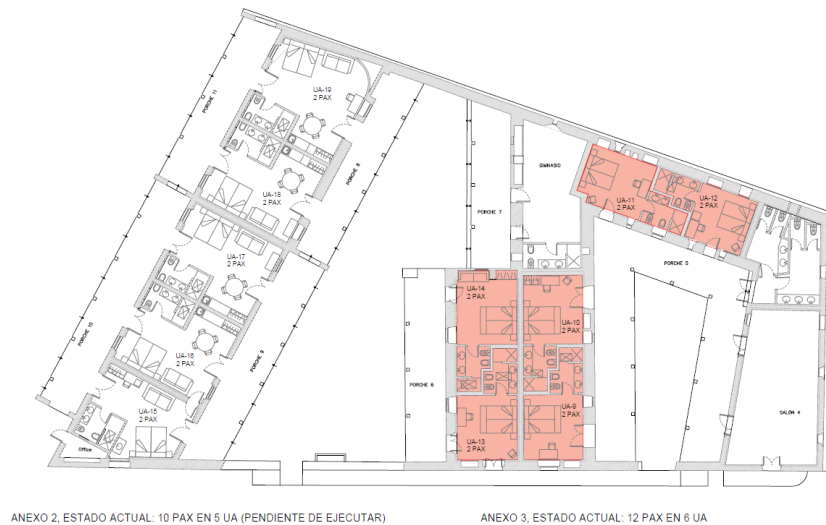 PORCHE 11
UA-19
2 PAX
PORCHE 8
UA-18
2 PAX
UA-17
2 PAX
PORCHE 10
UA-16
2 PAX
PORCHE 9
UA-15
2 PAX
Office
PORCHE 7
GIMNASIO
UA-11
2 PAX
UA-12
2 PAX
PORCHE 5
UA-14
2 PAX
UA-10
2 PAX
PORCHE 6
UA-13
2 PAX
UA-9
2 PAX
SALÓN 4
ANEXO 2, ESTADO ACTUAL: 10 PAX EN 5 UA (PENDIENTE DE EJECUTAR)
ANEXO 3, ESTADO ACTUAL: 12 PAX EN 6 UA